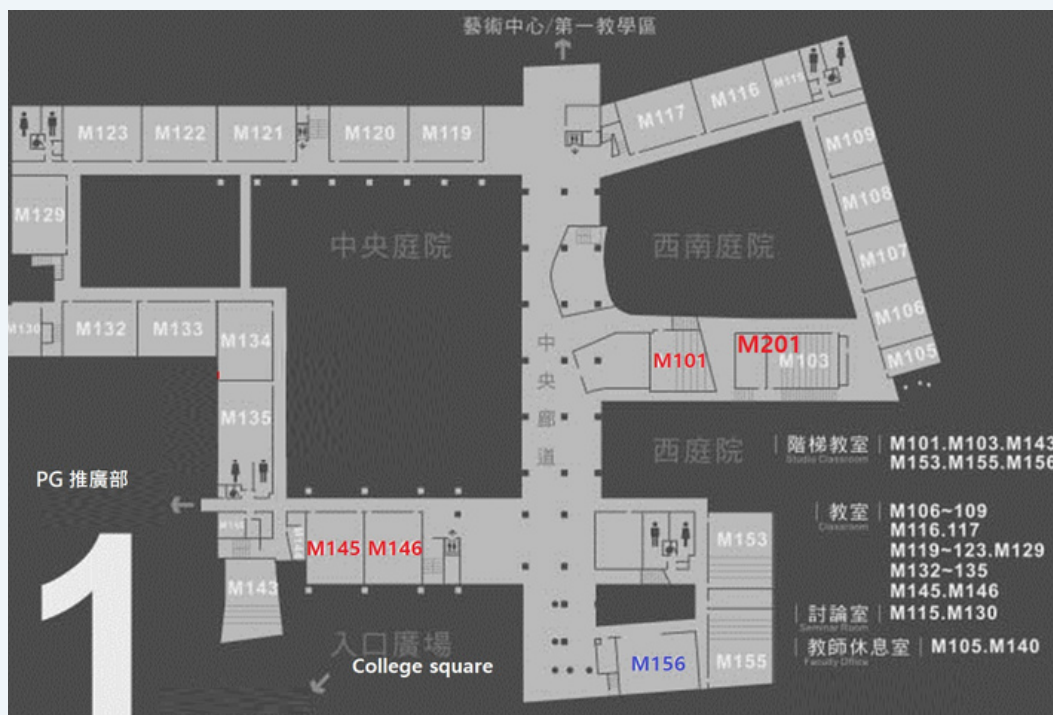 藝術中心/第一教學區
M123
M122
M121
M120
M119
M117
M116
M115
M109
M108
M107
M106
M105
M129
中央庭院
西南庭院
M130
M132
M133
M134
M135
中央廊道
M101
M201
M103
西庭院
PG 推廣部
1
M145
M146
M143
M153
M155
M156
入口廣場
College square
階梯教室 M101.M103.M143
Studio Classroom M153.M155.M156
教室 M106~109
Classroom M116.117
M119~123.M129
M132~135
M145.M146
討論室 M115.M130
Seminar Room
教師休息室 M105.M140
Faculty Office